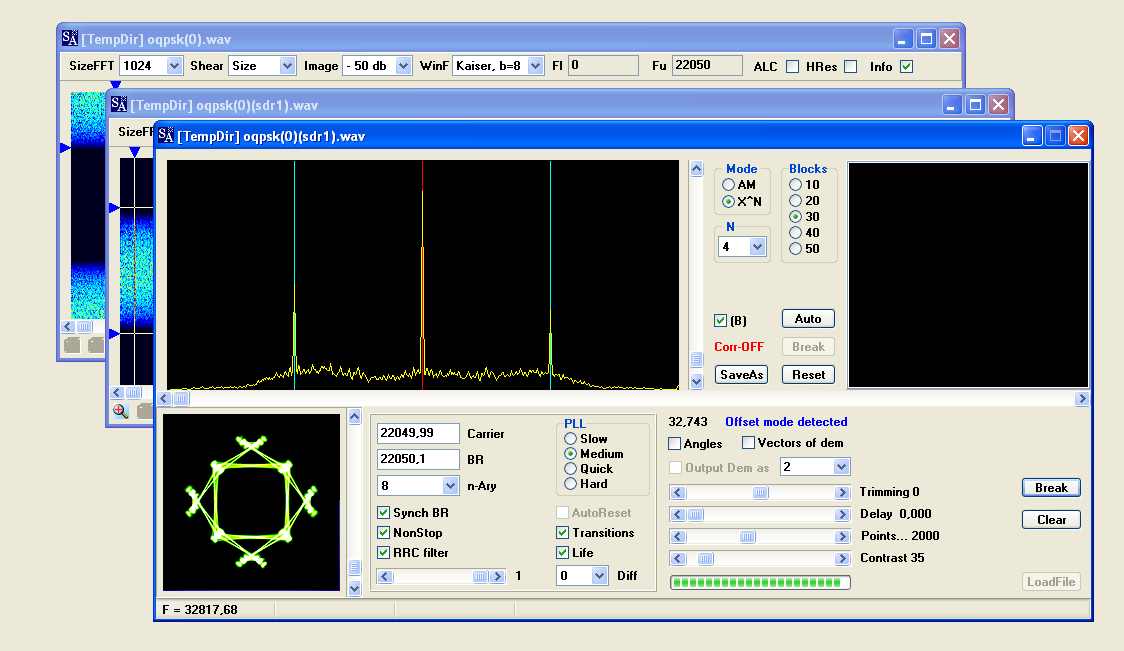 SA [TempDir] oqpsk(0).wav
SizeFFT 1024 Shear Size Image - 50 db WinF Kaiser, b=8 Fl 0 Fu 22050 ALC HRes Info
SA [TempDir] oqpsk(0)(sdr1).wav
SizeFF
SA [TempDir] oqpsk(0)(sdr1).wav
Mode
AM
X^N
N
4
Blocks
10
20
30
40
50
(B)
Auto
Corr-OFF
Break
SaveAs
Reset
22049,99 Carrier
22050,1 BR
8 n-Ary
Synch BR
NonStop
RRC filter
1
PLL
Slow
Medium
Quick
Hard
AutoReset
Transitions
Life
0 Diff
32,743 Offset mode detected
Angles Vectors of dem
Output Dem as 2
Trimming 0
Delay 0,000
Points... 2000
Contrast 35
Break
Clear
LoadFile
F = 32817,68